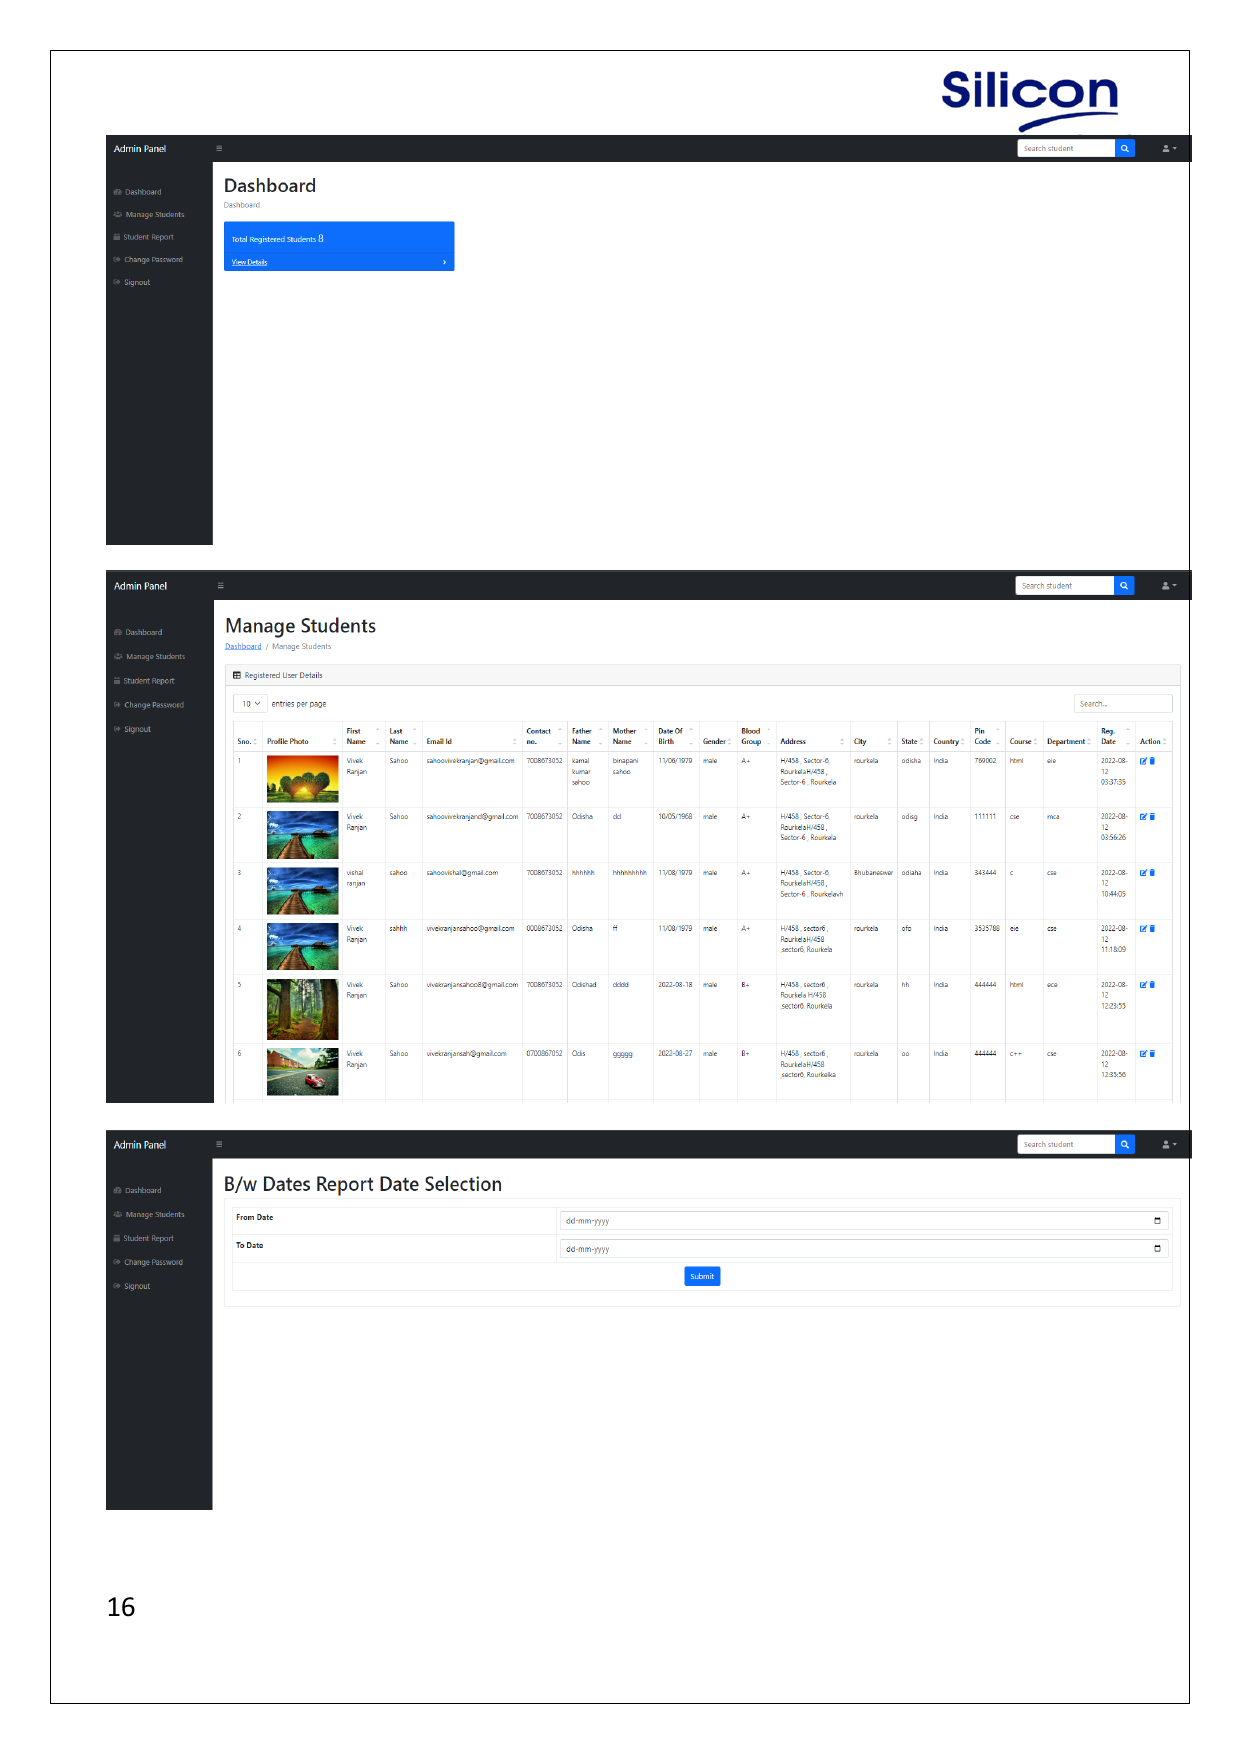 Silicon
Admin Panel
Search student
Dashboard
Manage Students
Student Report
Change Password
Signout
Dashboard
Dashboard
Total Registered Students 8
View Details
Admin Panel
Search student
Dashboard
Manage Students
Student Report
Change Password
Signout
Manage Students
Dashboard / Manage Students
Registered User Details
10 entries per page
Search...
Sno. Profile Photo First Name Last Name Email Id Contact no. Father Name Mother Name Date Of Birth Gender Blood Group Address City State Country Pin Code Course Department Reg. Date Action
1 Vivek Ranjan Sahoo sahoovivekranjan@gmail.com 7008673052 kamal kumar sahoo binapani sahoo 11/06/1979 male A+ H/458 , Sector-6, RourkelaH/458 , Sector-6 , Rourkela rourkela odisha India 769002 html eie 2022-08-12 03:37:35
2 Vivek Ranjan Sahoo sahoovivekranjand@gmail.com 7008673052 Odisha dd 10/05/1968 male A+ H/458 , Sector-6, RourkelaH/458 , Sector-6 , Rourkela rourkela odisg India 111111 cse mca 2022-08-12 03:56:26
3 vishal ranjan sahoo sahoovishal@gmail.com 7008673052 hhhhhh hhhhhhhhh 11/08/1979 male A+ H/458 , Sector-6, RourkelaH/458 , Sector-6 , Rourkelavh Bhubaneswer odiaha India 343444 c cse 2022-08-12 10:44:05
4 Vivek Ranjan sahhh vivekranjansahoo@gmail.com 0008673052 Odisha ff 11/08/1979 male A+ H/458 , sector6 , RourkelaH/458 ,sector6, Rourkela rourkela ofo India 3535788 eie cse 2022-08-12 11:18:09
5 Vivek Ranjan Sahoo vivekranjansahoo8@gmail.com 7008673052 Odishad dddd 2022-08-18 male B+ H/458 , sector6 , Rourkela H/458 ,sector6, Rourkela rourkela hh India 444444 html ece 2022-08-12 12:23:55
6 Vivek Ranjan Sahoo vivekranjansah@gmail.com 0700867052 Odis ggggg 2022-08-27 male B+ H/458 , sector6 , RourkelaH/458 ,sector6, Rourkelka rourkela oo India 444444 c++ cse 2022-08-12 12:35:56
Admin Panel
Search student
Dashboard
Manage Students
Student Report
Change Password
Signout
B/w Dates Report Date Selection
From Date dd-mm-yyyy
To Date dd-mm-yyyy
Submit
16